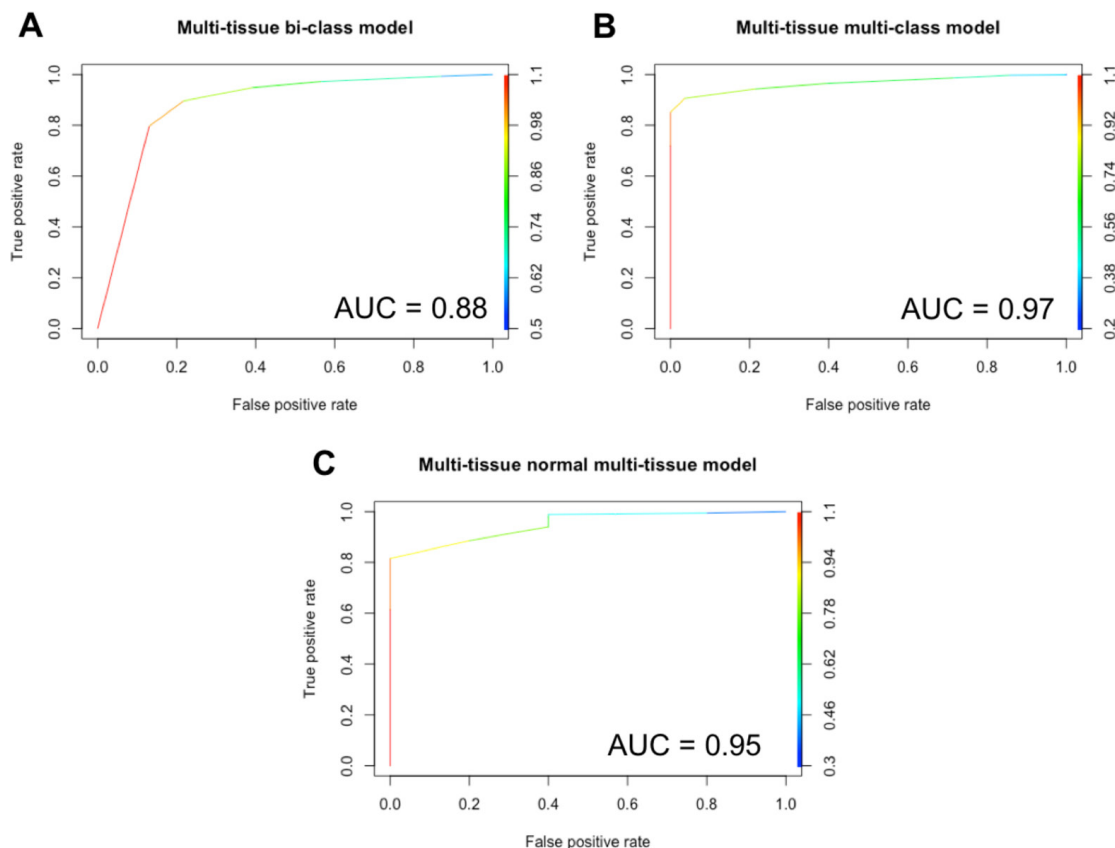 A
Multi-tissue bi-class model
True positive rate
1.0
0.8
0.6
0.4
0.2
0.0
1.1
0.98
0.86
0.74
0.62
0.5
AUC = 0.88
0.0 0.2 0.4 0.6 0.8 1.0
False positive rate
B
Multi-tissue multi-class model
True positive rate
1.0
0.8
0.6
0.4
0.2
0.0
1.1
0.92
0.74
0.56
0.38
0.2
AUC = 0.97
0.0 0.2 0.4 0.6 0.8 1.0
False positive rate
C
Multi-tissue normal multi-tissue model
True positive rate
1.0
0.8
0.6
0.4
0.2
0.0
1.1
0.94
0.78
0.62
0.46
0.3
AUC = 0.95
0.0 0.2 0.4 0.6 0.8 1.0
False positive rate